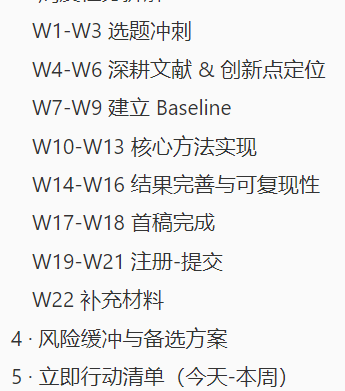 W1-W3 选题冲刺
W4-W6 深耕文献 & 创新点定位
W7-W9 建立 Baseline
W10-W13 核心方法实现
W14-W16 结果完善与可复现性
W17-W18 首稿完成
W19-W21 注册-提交
W22 补充材料
4 · 风险缓冲与备选方案
5 · 立即行动清单（今天-本周）